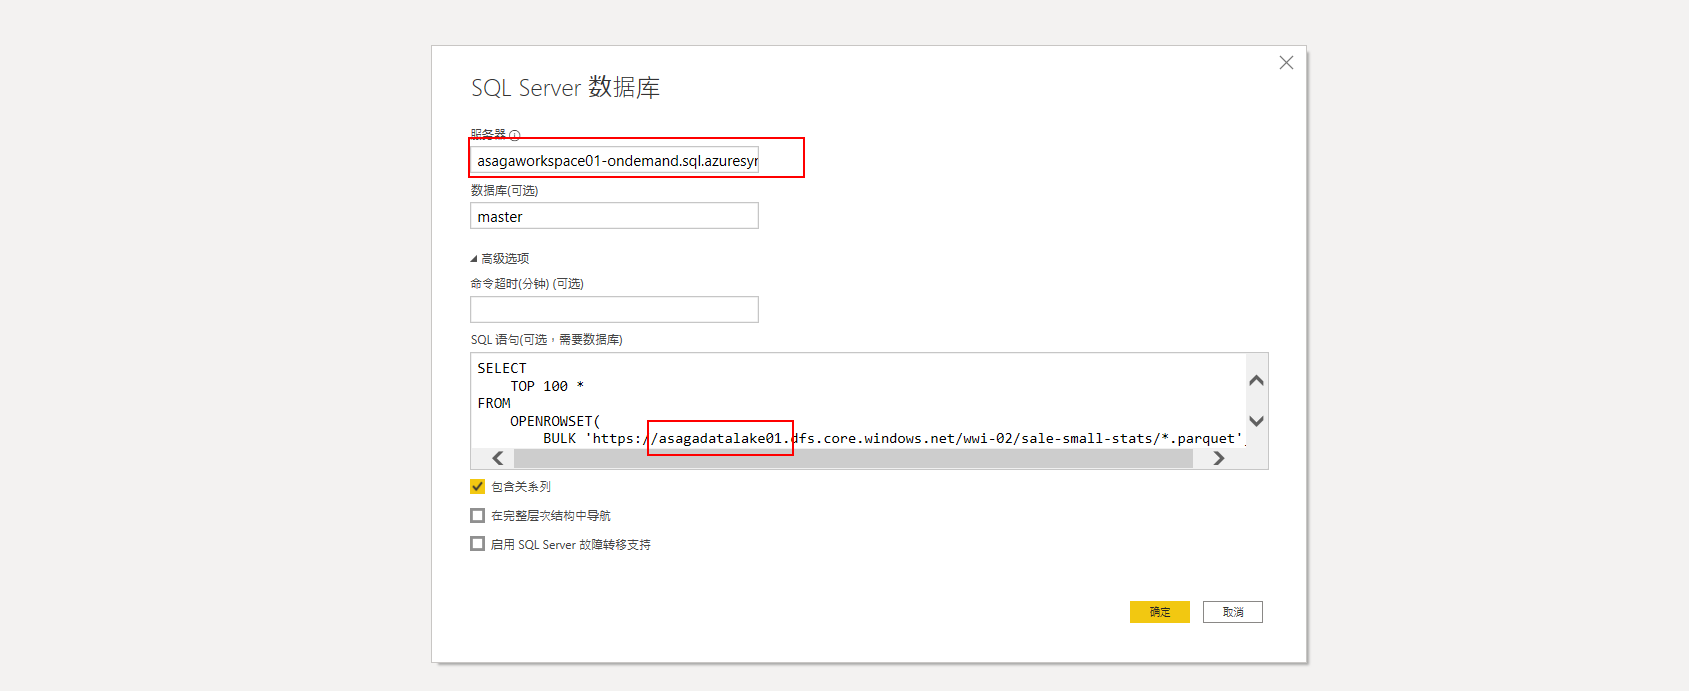 SQL Server 数据库
服务器
asagaworkspace01-ondemand.sql.azuresyn
数据库(可选)
master
高级选项
命令超时(分钟) (可选)
SQL 语句(可选，需要数据库)
SELECT
TOP 100 *
FROM
OPENROWSET(
BULK 'https://asagadatalake01.dfs.core.windows.net/wwi-02/sale-small-stats/*.parquet',
包含关系列
在完整层次结构中导航
启用 SQL Server 故障转移支持
确定 取消